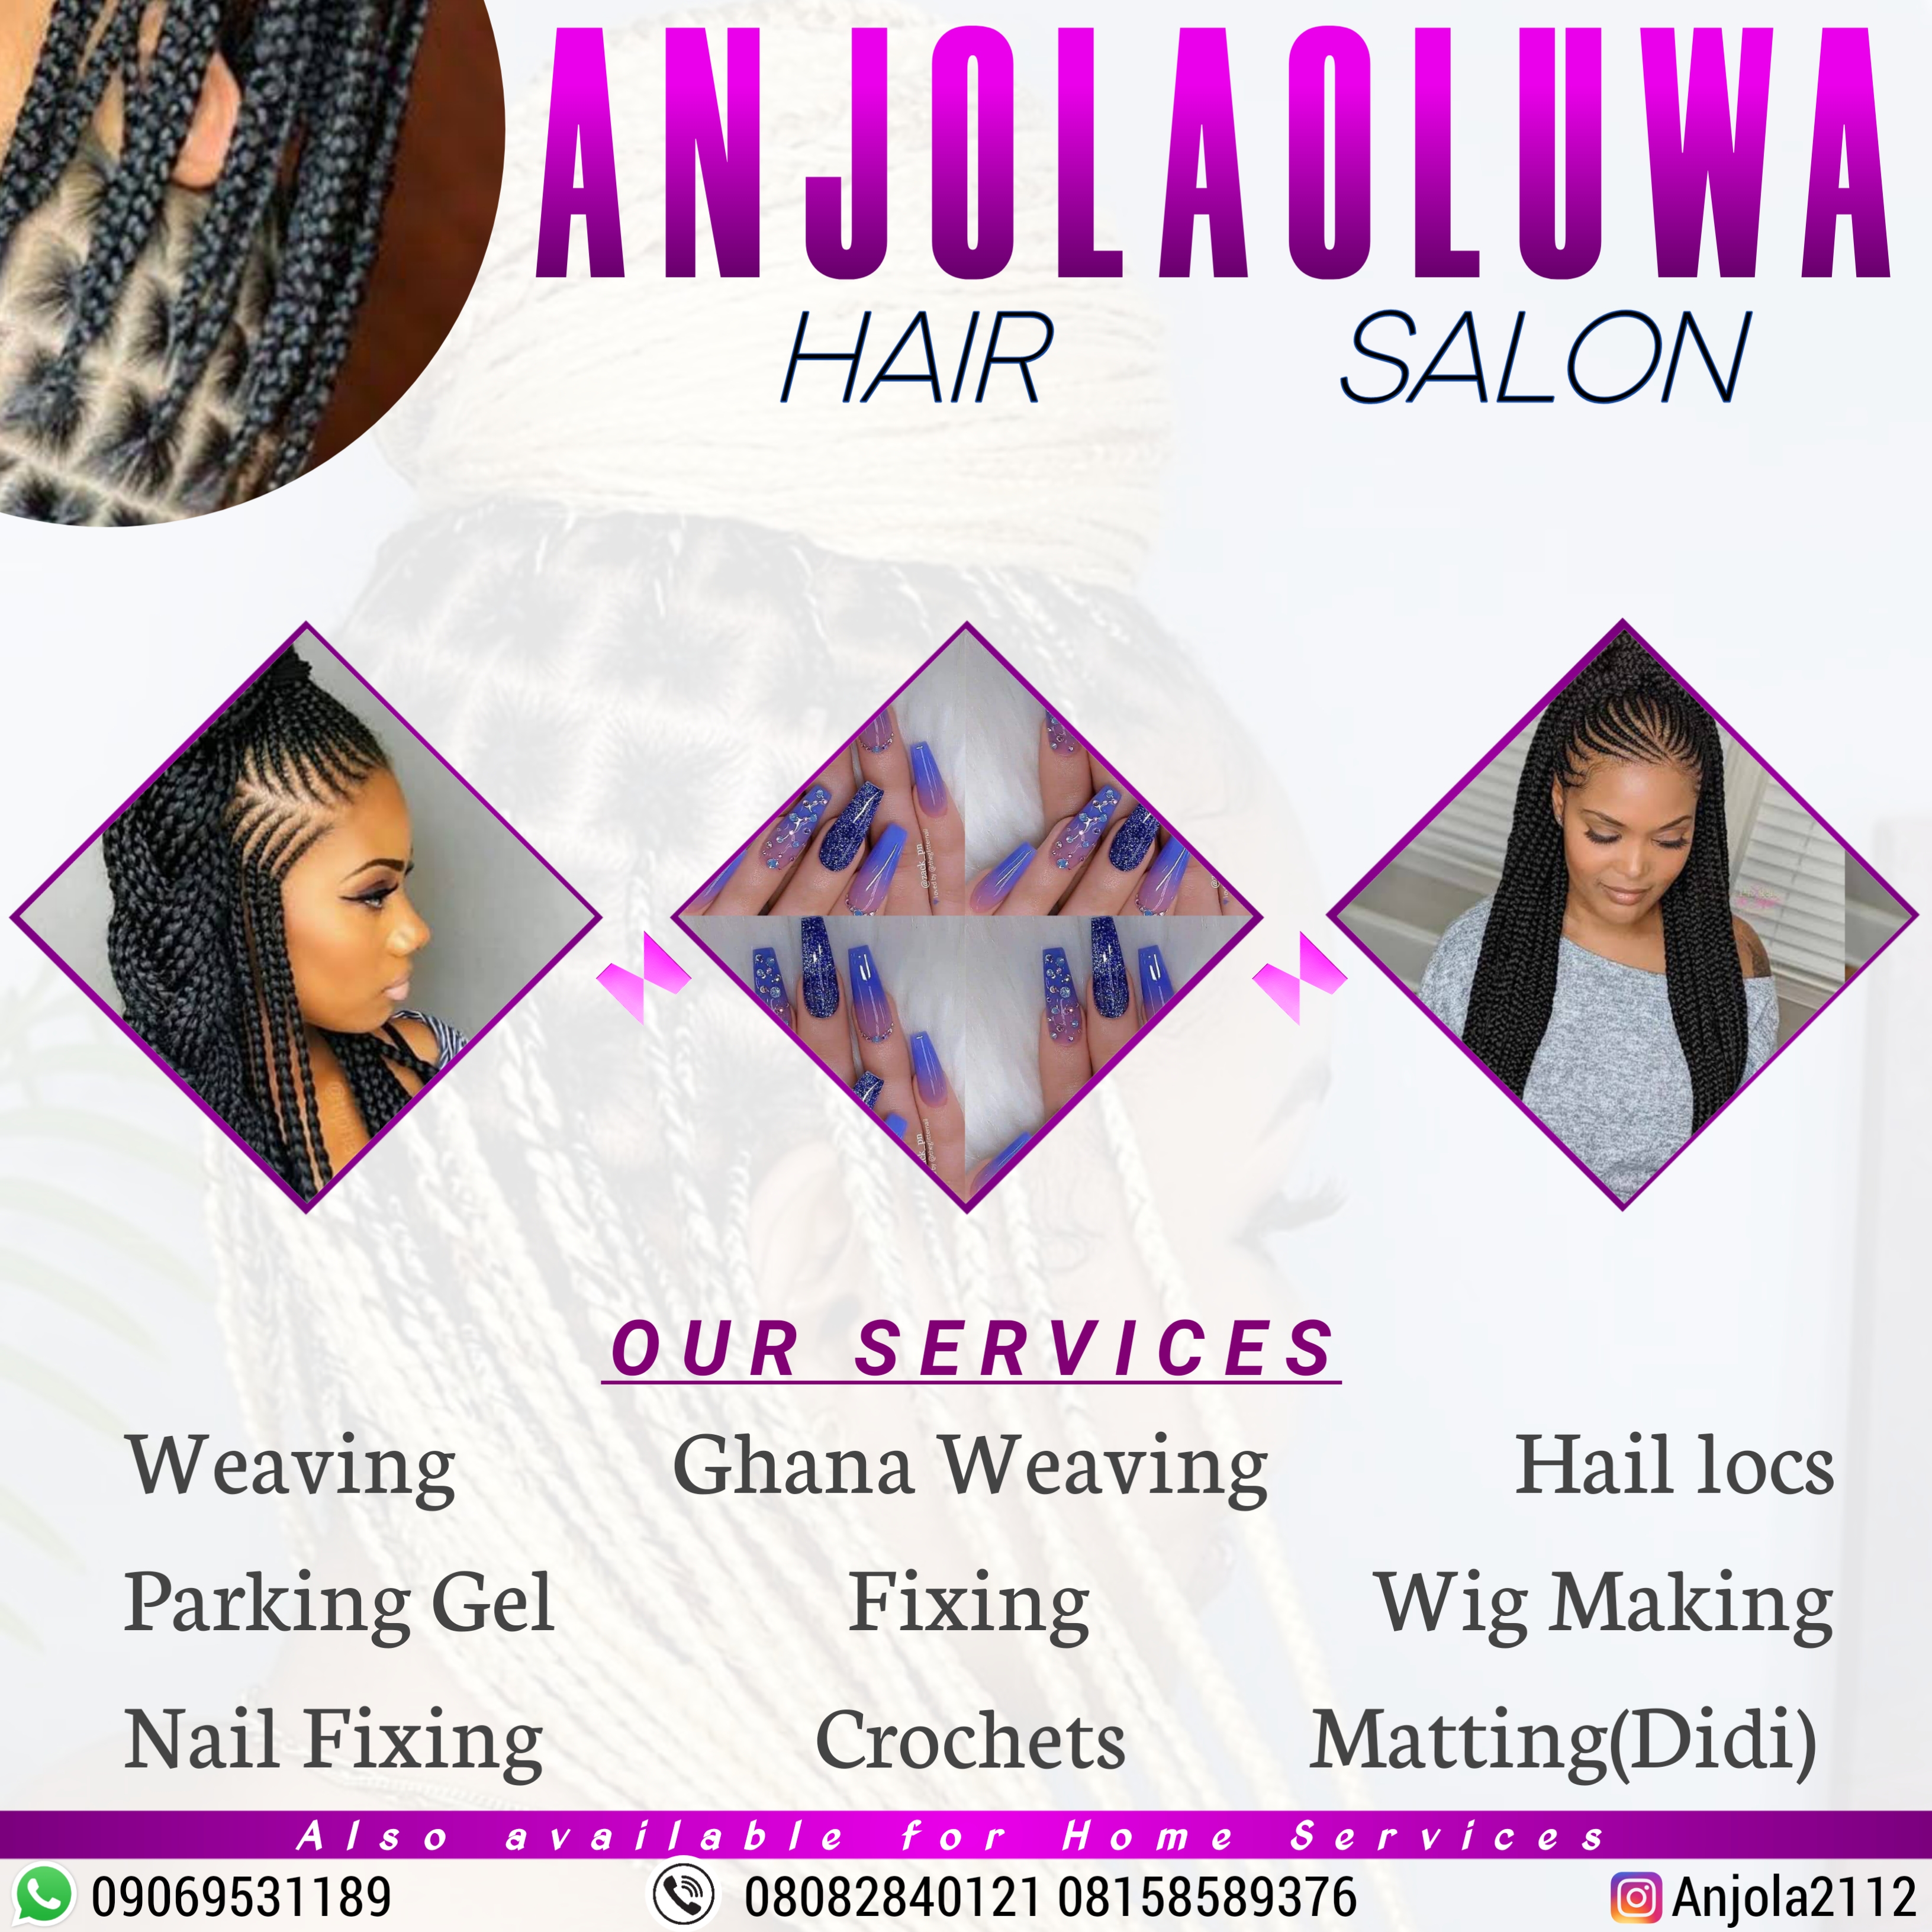 ANJOLAOLUWA
HAIR SALON
@zack_pn
OUR SERVICES
Weaving Ghana Weaving Hail locs
Parking Gel Fixing Wig Making
Nail Fixing Crochets Matting(Didi)
Also available for Home Services
09069531189 08082840121 08158589376 Anjola2112